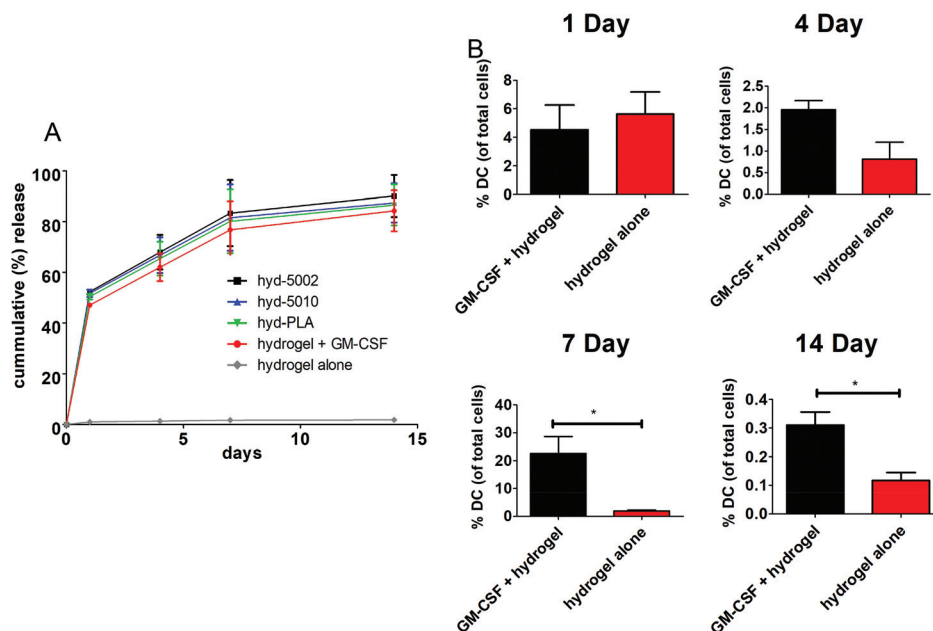 A
cummulative (%) release
100
80
60
40
20
0
0
5
10
15
days
hyd-5002
hyd-5010
hyd-PLA
hydrogel + GM-CSF
hydrogel alone
B
1 Day
% DC (of total cells)
8
6
4
2
0
GM-CSF + hydrogel
hydrogel alone
4 Day
% DC (of total cells)
2.5
2.0
1.5
1.0
0.5
0.0
GM-CSF + hydrogel
hydrogel alone
7 Day
% DC (of total cells)
40
30
20
10
0
*
GM-CSF + hydrogel
hydrogel alone
14 Day
% DC (of total cells)
0.4
0.3
0.2
0.1
0.0
*
GM-CSF + hydrogel
hydrogel alone